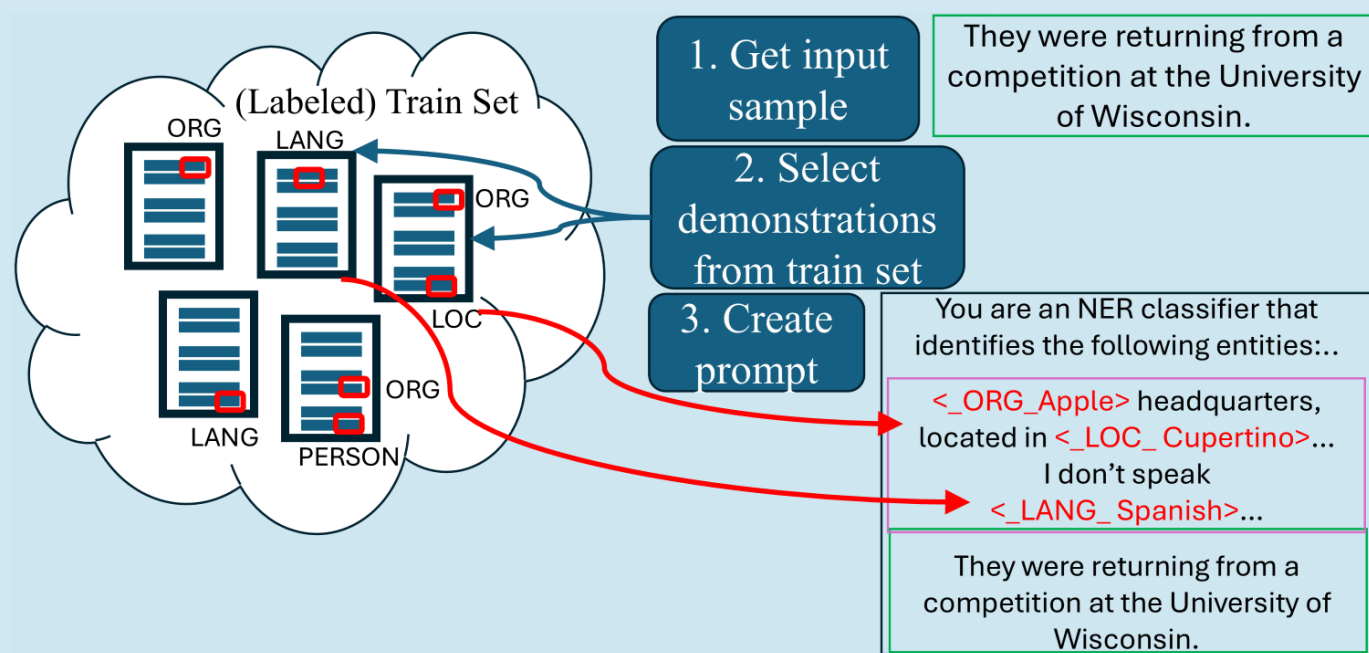 (Labeled) Train Set
ORG
LANG
ORG
LOC
LANG
ORG
PERSON
1. Get input
sample
They were returning from a
competition at the University
of Wisconsin.
2. Select
demonstrations
from train set
3. Create
prompt
You are an NER classifier that
identifies the following entities:..
<_ORG_Apple> headquarters,
located in <_LOC_ Cupertino>...
I don’t speak
<_LANG_ Spanish>...
They were returning from a
competition at the University of
Wisconsin.